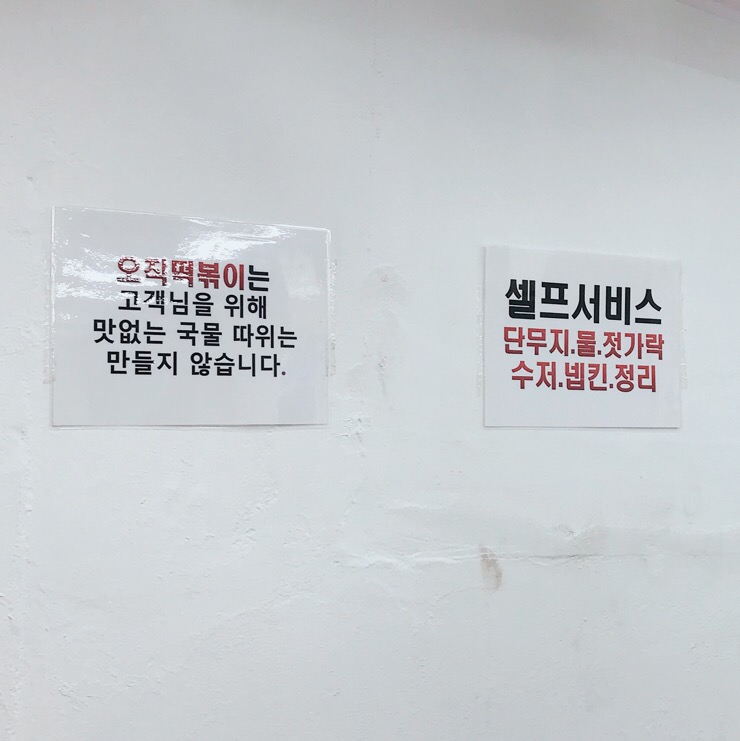 오직떡볶이는
고객님을 위해
맛없는 국물 따위는
만들지 않습니다.
셀프서비스
단무지.물.젓가락
수저.넵킨.정리